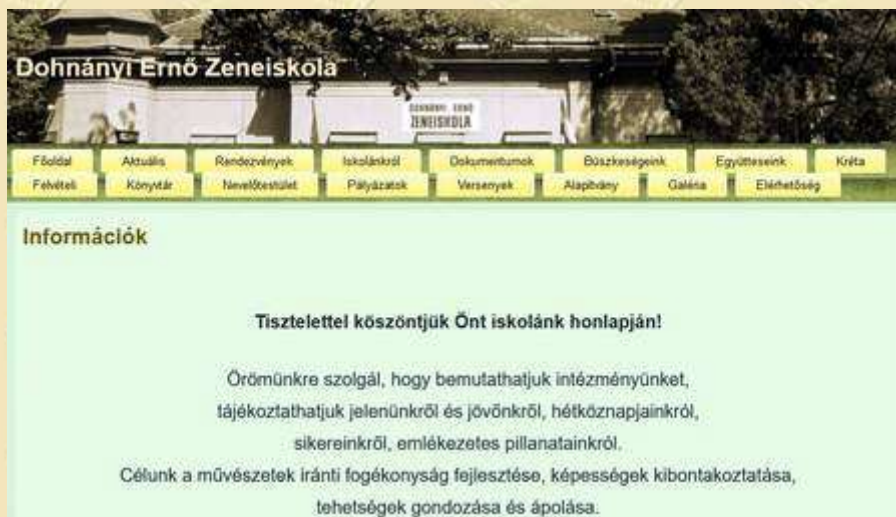 Dohnányi Ernő Zeneiskola
DOHNÁNYI ERNŐ
ZENEISKOLA
Főoldal Aktuális Rendezvények Iskolánkról Dokumentumok Büszkeségeink Együtteseink Kréta
Felvételi Könyvtár Nevelőtestület Pályázatok Versenyek Alapítvány Galéria Elérhetőség
Információk
Tisztelettel köszöntjük Önt iskolánk honlapján!
Örömünkre szolgál, hogy bemutathatjuk intézményünket,
tájékoztathatjuk jelenünkről és jövőnkről, hétköznapjainkról,
sikereinkről, emlékezetes pillanatainkról.
Célunk a művészetek iránti fogékonyság fejlesztése, képességek kibontakoztatása,
tehetségek gondozása és ápolása.